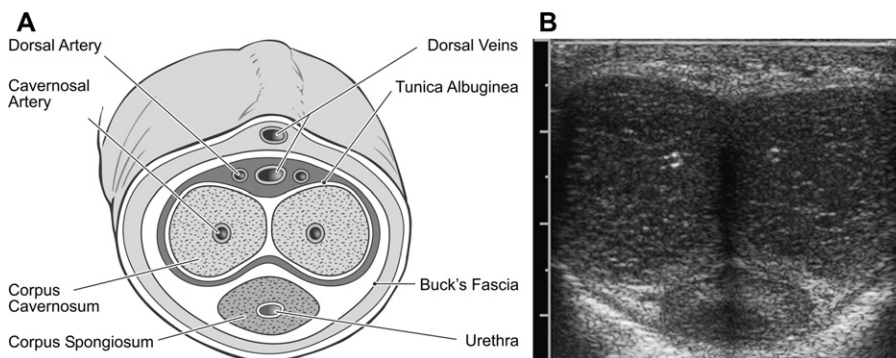 A
B
Dorsal Artery
Dorsal Veins
Cavernosal
Artery
Tunica Albuginea
Corpus
Cavernosum
Buck's Fascia
Corpus Spongiosum
Urethra